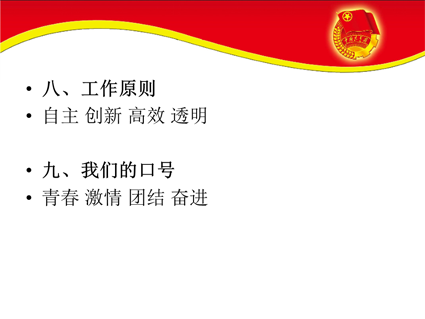 八、工作原则
自主 创新 高效 透明
九、我们的口号
青春 激情 团结 奋进